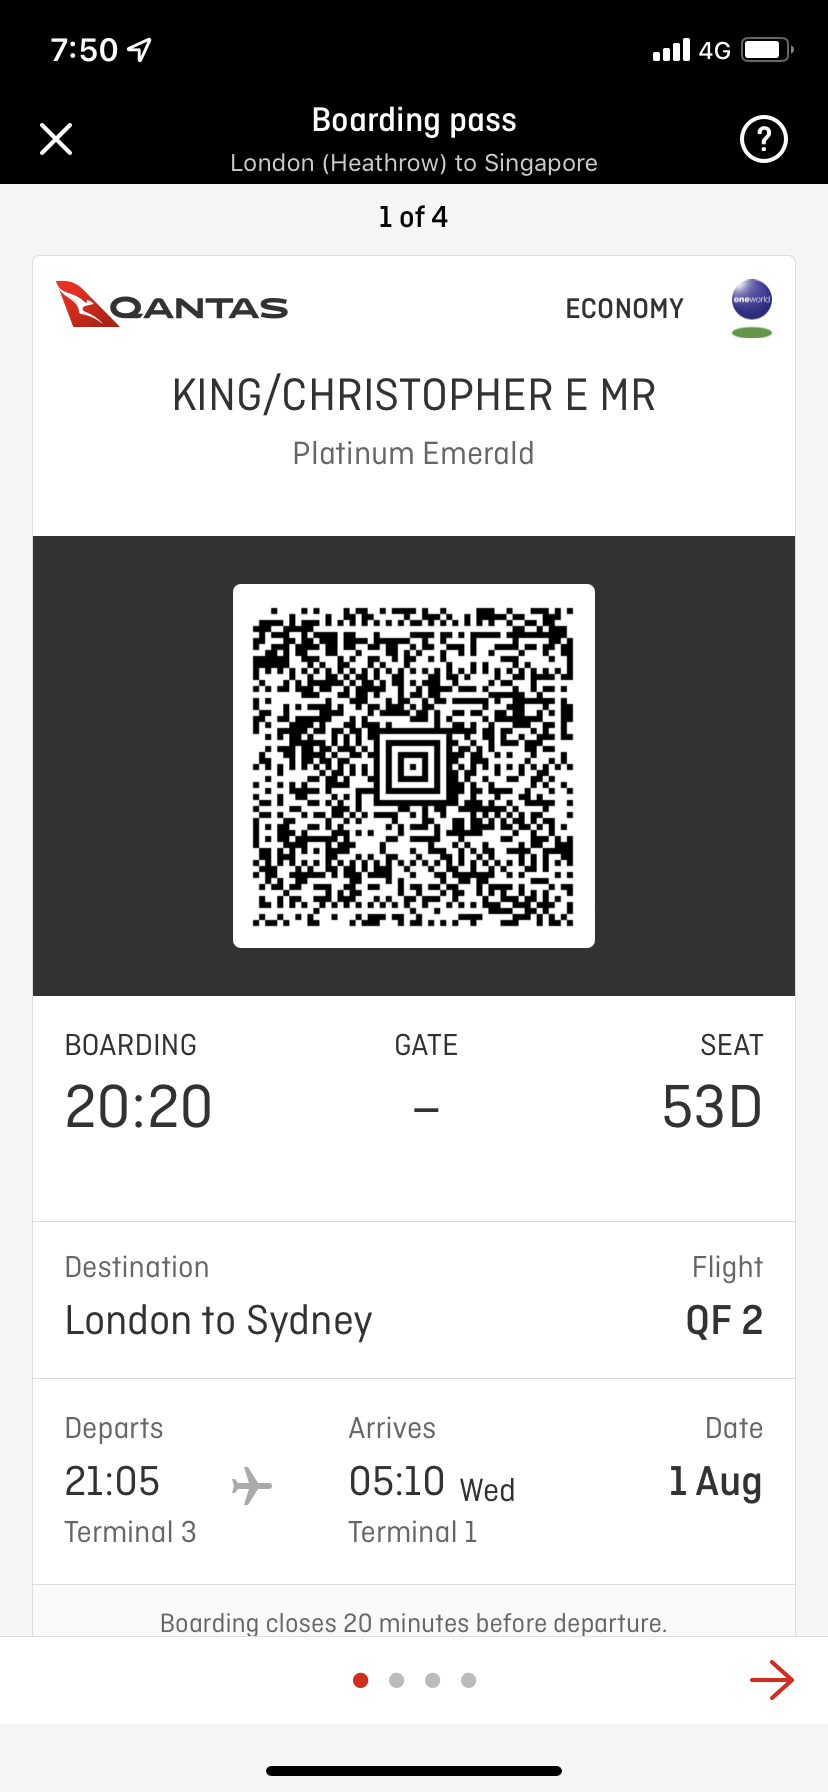 7:50 4G
Boarding pass
London (Heathrow) to Singapore
?
1 of 4
QANTAS ECONOMY oneworld
KING/CHRISTOPHER E MR
Platinum Emerald
BOARDING GATE SEAT
20:20 – 53D
Destination Flight
London to Sydney QF 2
Departs Arrives Date
21:05 05:10 Wed 1 Aug
Terminal 3 Terminal 1
Boarding closes 20 minutes before departure.